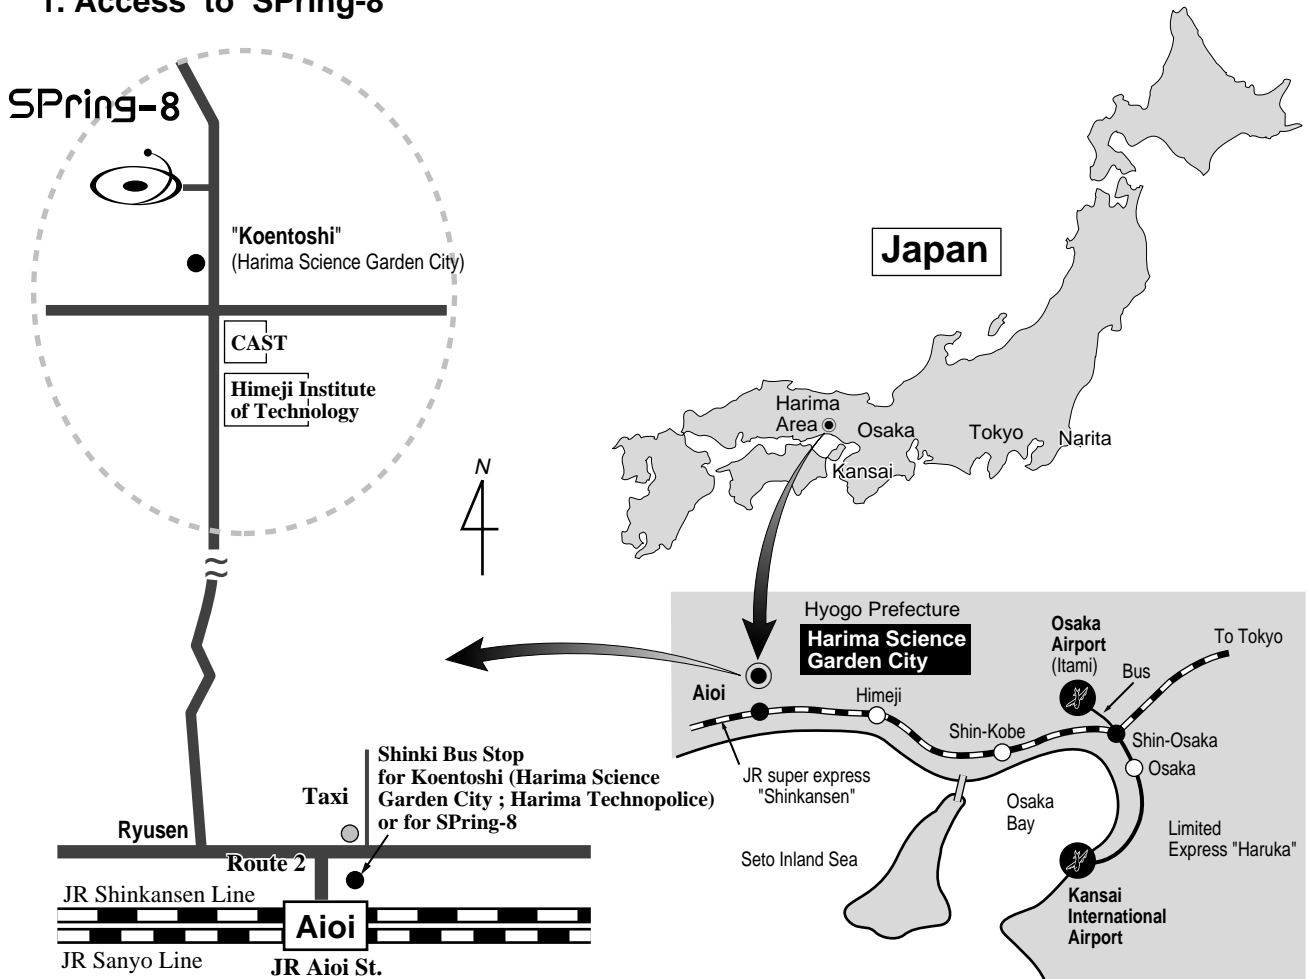 1. Access to SPring-8
SPring-8
"Koentoshi"
(Harima Science Garden City)
CAST
Himeji Institute
of Technology
N
Japan
Harima
Area
Osaka
Tokyo
Narita
Kansai
Hyogo Prefecture
Harima Science
Garden City
Osaka
Airport
(Itami)
To Tokyo
Bus
Aioi
Himeji
Shin-Kobe
Shin-Osaka
Osaka
JR super express
"Shinkansen"
Osaka
Bay
Limited
Express "Haruka"
Seto Inland Sea
Kansai
International
Airport
Shinki Bus Stop
for Koentoshi (Harima Science
Garden City ; Harima Technopolice)
or for SPring-8
Taxi
Ryusen
Route 2
JR Shinkansen Line
Aioi
JR Sanyo Line
JR Aioi St.